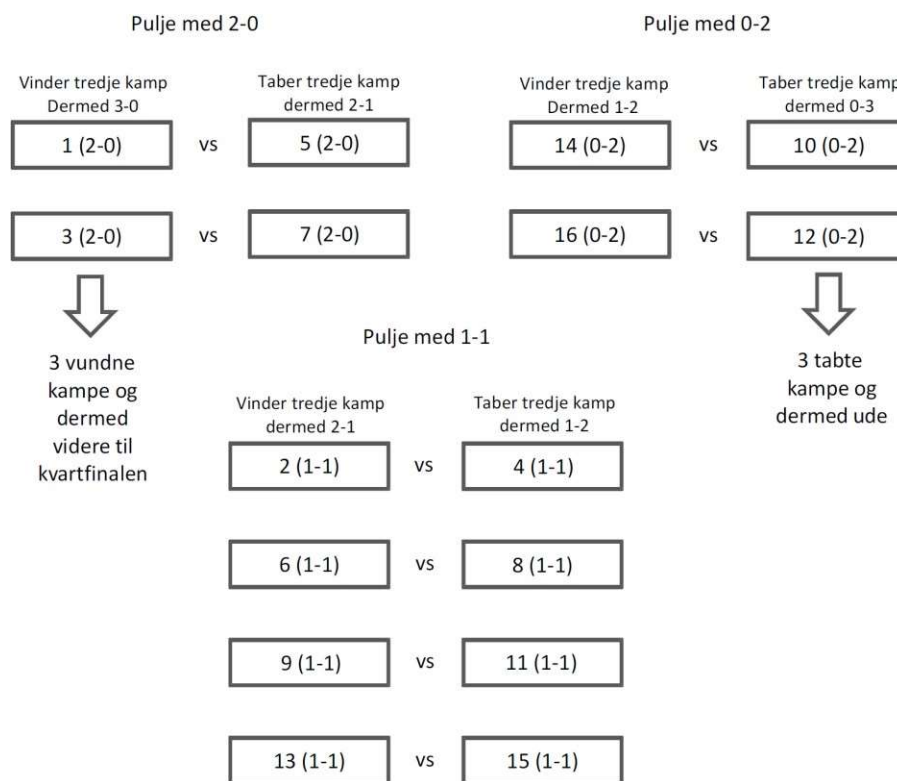 Pulje med 2-0
Vinder tredje kamp
Dermed 3-0
Taber tredje kamp
dermed 2-1
1 (2-0) vs 5 (2-0)
3 (2-0) vs 7 (2-0)
3 vundne
kampe og
dermed
videre til
kvartfinalen
Pulje med 0-2
Vinder tredje kamp
Dermed 1-2
Taber tredje kamp
dermed 0-3
14 (0-2) vs 10 (0-2)
16 (0-2) vs 12 (0-2)
3 tabte
kampe og
dermed ude
Pulje med 1-1
Vinder tredje kamp
dermed 2-1
Taber tredje kamp
dermed 1-2
2 (1-1) vs 4 (1-1)
6 (1-1) vs 8 (1-1)
9 (1-1) vs 11 (1-1)
13 (1-1) vs 15 (1-1)